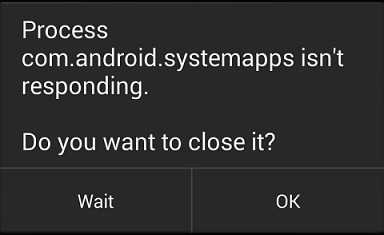 Process
com.android.systemapps isn't
responding.
Do you want to close it?
Wait
OK